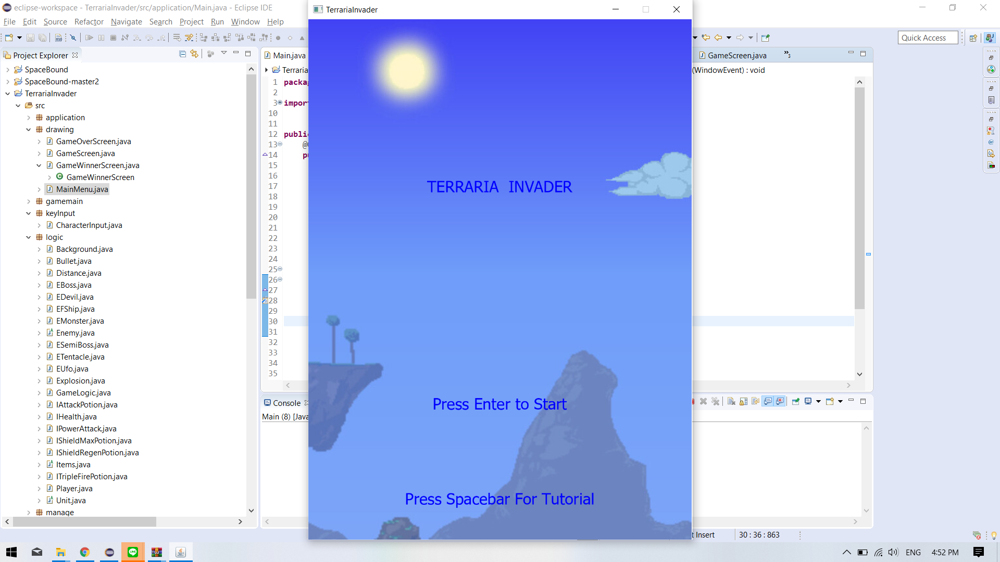 eclipse-workspace - TerrariaInvader/src/application/Main.java - Eclipse IDE
File Edit Source Refactor Navigate Search Project Run Window Help
Quick Access
Project Explorer
SpaceBound
SpaceBound-master2
TerrariaInvader
src
application
drawing
GameOverScreen.java
GameScreen.java
GameWinnerScreen.java
GameWinnerScreen
MainMenu.java
gamemain
keyInput
CharacterInput.java
logic
Background.java
Bullet.java
Distance.java
EBoss.java
EDevil.java
EFShip.java
EMonster.java
Enemy.java
ESemiBoss.java
ETentacle.java
EUfo.java
Explosion.java
GameLogic.java
IAttackPotion.java
IHealth.java
IPowerAttack.java
IShieldMaxPotion.java
IShieldRegenPotion.java
Items.java
ITripleFirePotion.java
Player.java
Unit.java
manage
Main.java
GameScreen.java
3
Terraria
(WindowEvent) : void
1 packa
2
3 impor
10
11
12 public
13 @
14 pu
15
16
17
18
19
20
21
22
23
24
25
26
27
28
29
30
31
32
33
34
35
TerrariaInvader
TERRARIA INVADER
Press Enter to Start
Press Spacebar For Tutorial
Console
Main (8) [Java
t Insert
30 : 36 : 863
ENG
4:52 PM